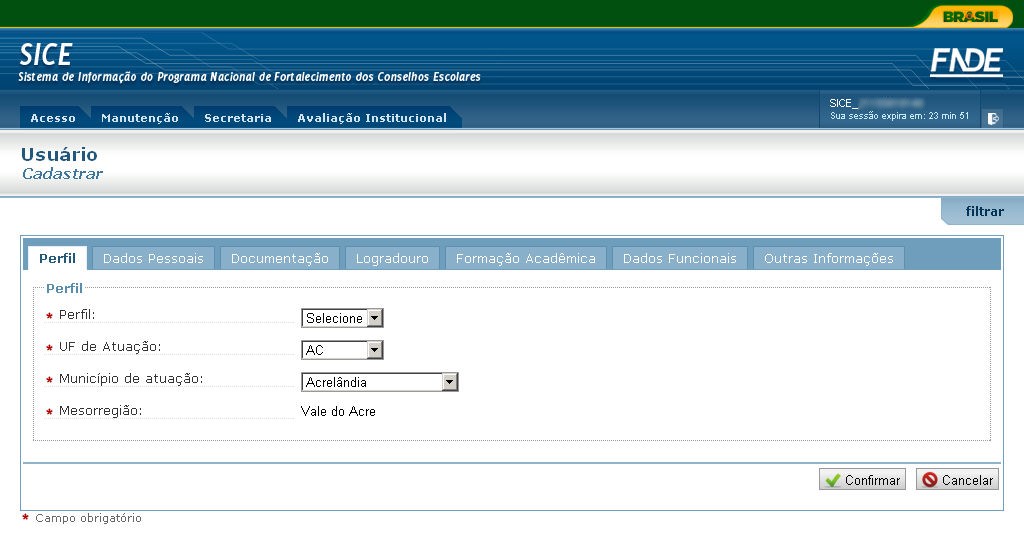 BRASIL
SICE
Sistema de Informação do Programa Nacional de Fortalecimento dos Conselhos Escolares
FNDE
Acesso Manutenção Secretaria Avaliação Institucional
SICE_
Sua sessão expira em: 23 min 51
Usuário
Cadastrar
filtrar
Perfil Dados Pessoais Documentação Logradouro Formação Acadêmica Dados Funcionais Outras Informações
Perfil
* Perfil: Selecione
* UF de Atuação: AC
* Município de atuação: Acrelândia
* Mesorregião: Vale do Acre
Confirmar Cancelar
* Campo obrigatório